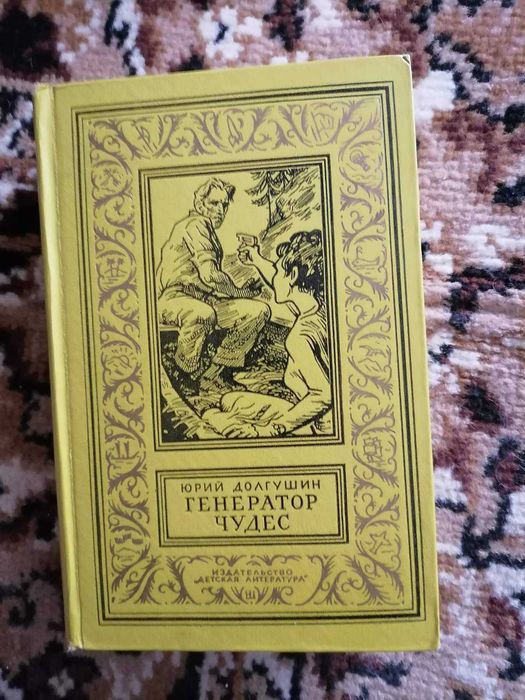 ЮРИЙ ДОЛГУШИН
ГЕНЕРАТОР
ЧУДЕС
ИЗДАТЕЛЬСТВО
"ДЕТСКАЯ ЛИТЕРАТУРА"